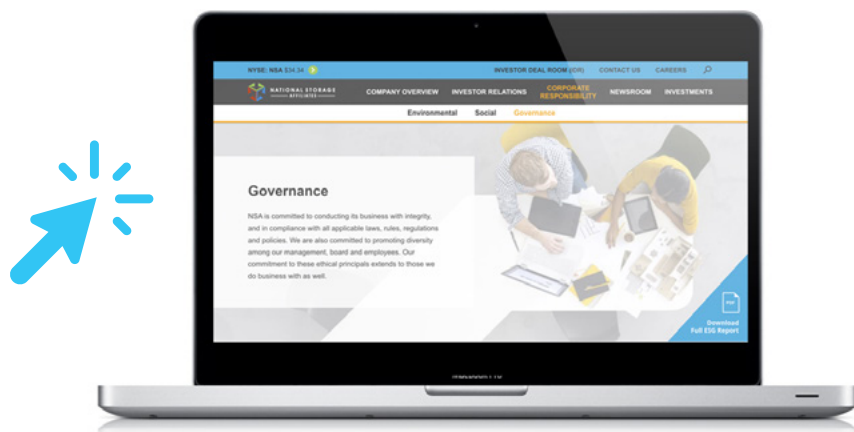 NYSE: NSA $34.34
INVESTOR DEAL ROOM (IDR) CONTACT US CAREERS
NATIONAL STORAGE
AFFILIATES
COMPANY OVERVIEW INVESTOR RELATIONS CORPORATE RESPONSIBILITY NEWSROOM INVESTMENTS
Environmental Social Governance
Governance
NSA is committed to conducting its business with integrity,
and in compliance with all applicable laws, rules, regulations
and policies. We are also committed to promoting diversity
among our management, board and employees. Our
commitment to these ethical principals extends to those we
do business with as well.
PDF
Download
Full ESG Report